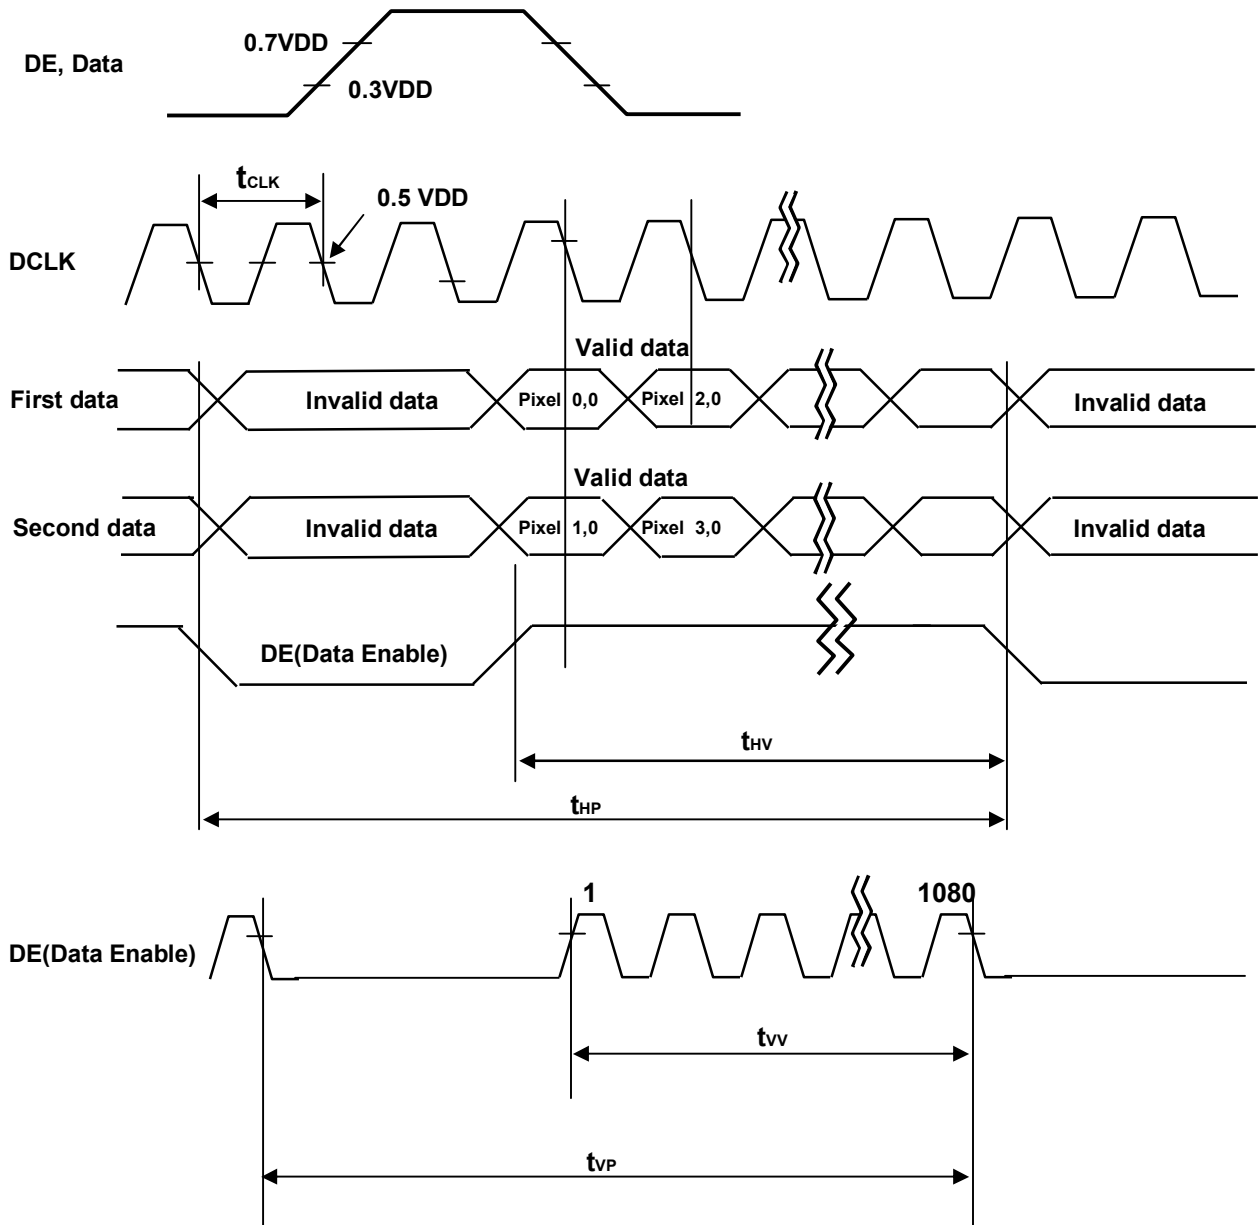 0.7VDD
DE, Data
0.3VDD
tCLK
0.5 VDD
DCLK
Valid data
First data
Invalid data
Pixel 0,0
Pixel 2,0
Invalid data
Valid data
Second data
Invalid data
Pixel 1,0
Pixel 3,0
Invalid data
DE(Data Enable)
tHV
tHP
1
1080
DE(Data Enable)
tVV
tVP